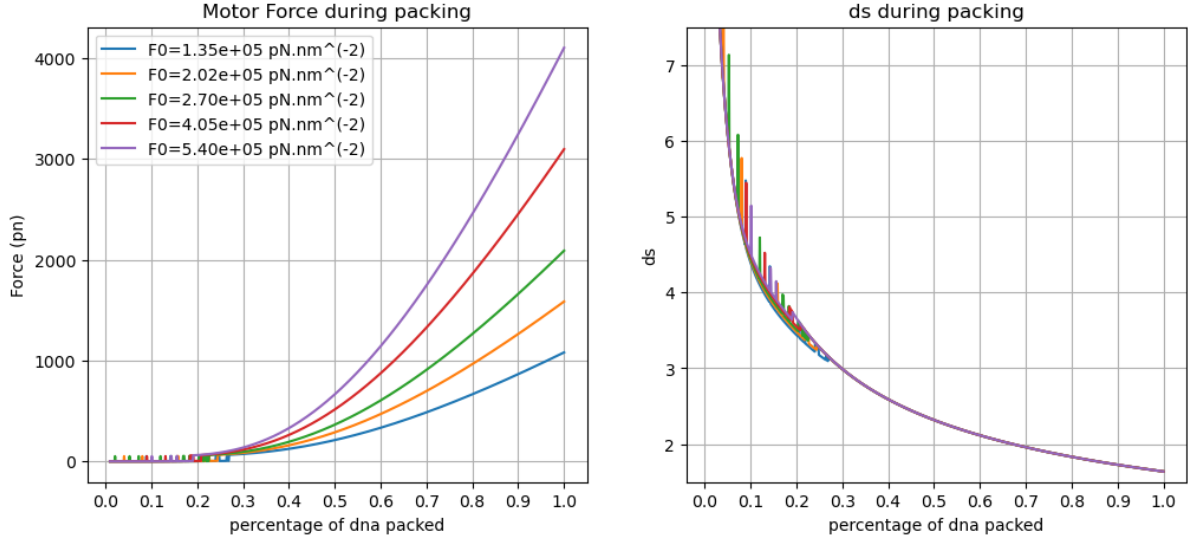 Motor Force during packing
F0=1.35e+05 pN.nm^(-2)
F0=2.02e+05 pN.nm^(-2)
F0=2.70e+05 pN.nm^(-2)
F0=4.05e+05 pN.nm^(-2)
F0=5.40e+05 pN.nm^(-2)
Force (pn)
4000
3000
2000
1000
0
0.0 0.1 0.2 0.3 0.4 0.5 0.6 0.7 0.8 0.9 1.0
percentage of dna packed
ds during packing
ds
7
6
5
4
3
2
0.0 0.1 0.2 0.3 0.4 0.5 0.6 0.7 0.8 0.9 1.0
percentage of dna packed